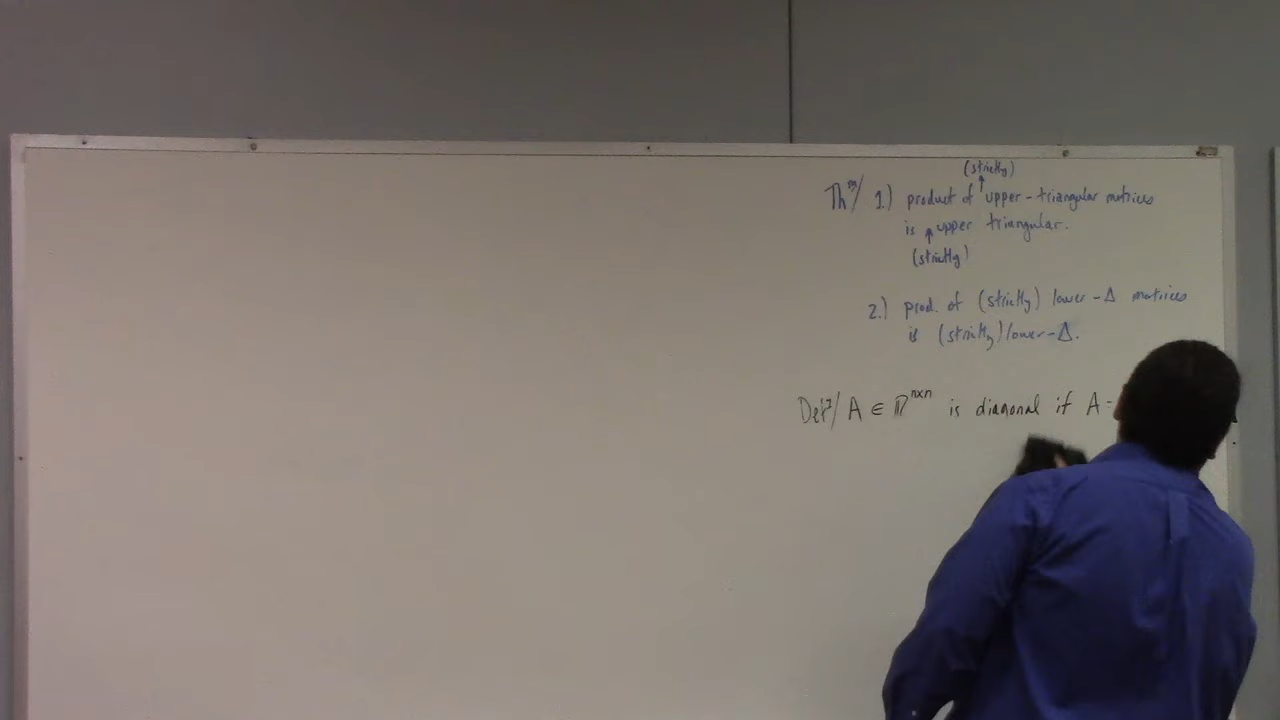 (strictly)
Thᵐ/ 1.) product of ↑ upper-triangular matrices
is ↑ upper triangular.
(strictly)
2.) prod. of (strictly) lower-Δ matrices
is (strictly) lower-Δ.
Defⁿ/ A ∈ ℝⁿˣⁿ is diagonal if A